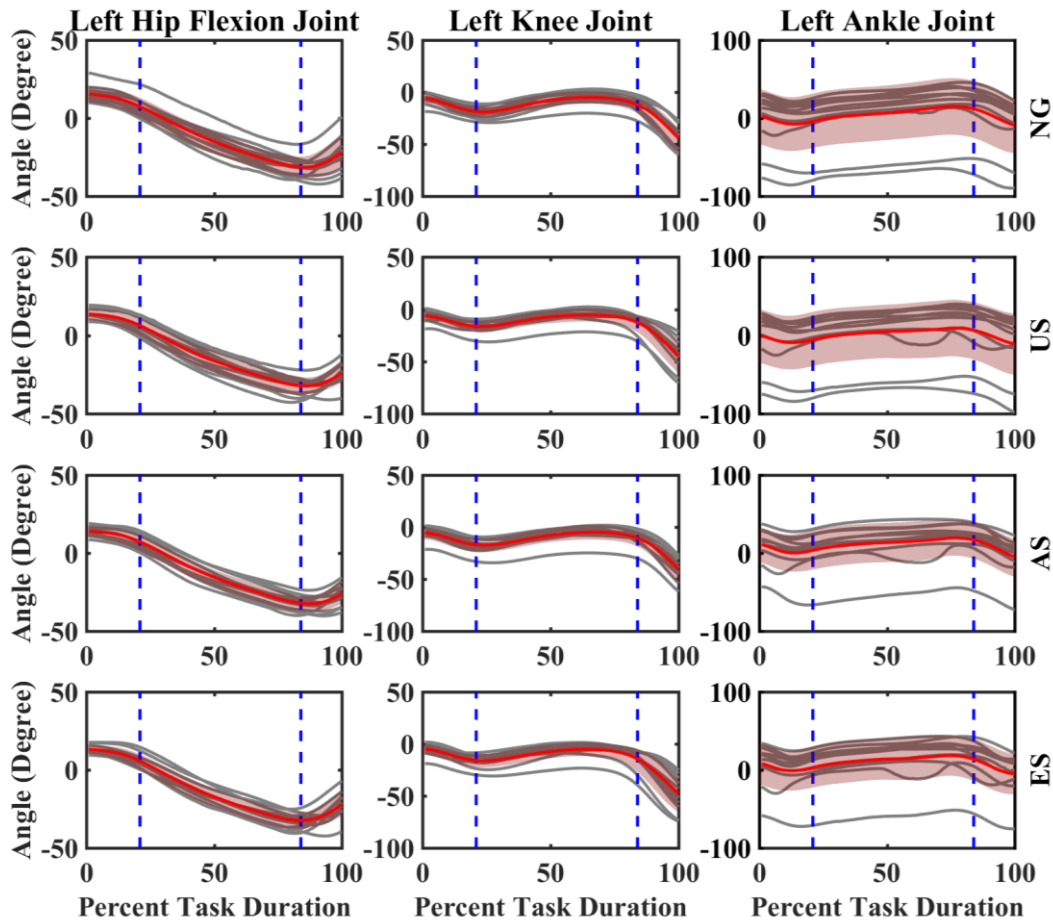 Left Hip Flexion Joint Left Knee Joint Left Ankle Joint
Angle (Degree) 50 0 -50 0 50 100 0 -50 -100 0 50 100 100 0 -100 0 50 100 NG
Angle (Degree) 50 0 -50 0 50 100 0 -50 -100 0 50 100 100 0 -100 0 50 100 US
Angle (Degree) 50 0 -50 0 50 100 0 -50 -100 0 50 100 100 0 -100 0 50 100 AS
Angle (Degree) 50 0 -50 0 50 100 0 -50 -100 0 50 100 100 0 -100 0 50 100 ES
Percent Task Duration Percent Task Duration Percent Task Duration